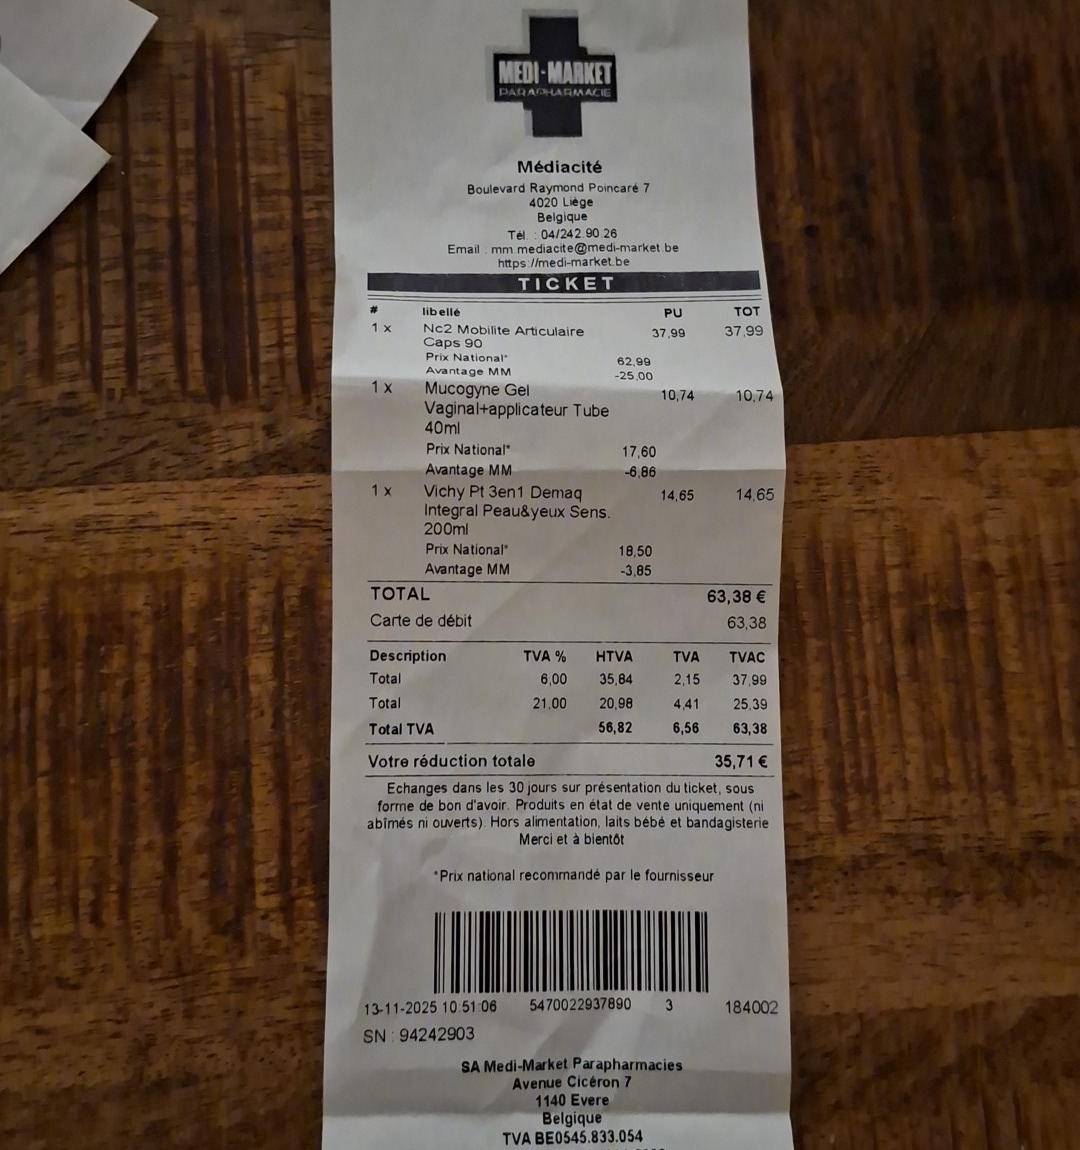 MEDI-MARKET
PARAPHARMACIE
Médiacité
Boulevard Raymond Poincaré 7
4020 Liège
Belgique
Tél. : 04/242.90.26
Email : mm.mediacite@medi-market.be
https://medi-market.be
TICKET
# libellé PU TOT
1 x Nc2 Mobilite Articulaire 37,99 37,99
Caps 90
Prix National* 62,99
Avantage MM -25,00
1 x Mucogyne Gel 10,74 10,74
Vaginal+applicateur Tube
40ml
Prix National* 17,60
Avantage MM -6,86
1 x Vichy Pt 3en1 Demaq 14,65 14,65
Integral Peau&yeux Sens.
200ml
Prix National* 18,50
Avantage MM -3,85
TOTAL 63,38 €
Carte de débit 63,38
Description TVA % HTVA TVA TVAC
Total 6,00 35,84 2,15 37,99
Total 21,00 20,98 4,41 25,39
Total TVA 56,82 6,56 63,38
Votre réduction totale 35,71 €
Echanges dans les 30 jours sur présentation du ticket, sous
forme de bon d'avoir. Produits en état de vente uniquement (ni
abîmés ni ouverts). Hors alimentation, laits bébé et bandagisterie
Merci et à bientôt
*Prix national recommandé par le fournisseur
13-11-2025 10:51:06 5470022937890 3 184002
SN : 94242903
SA Medi-Market Parapharmacies
Avenue Cicéron 7
1140 Evere
Belgique
TVA BE0545.833.054